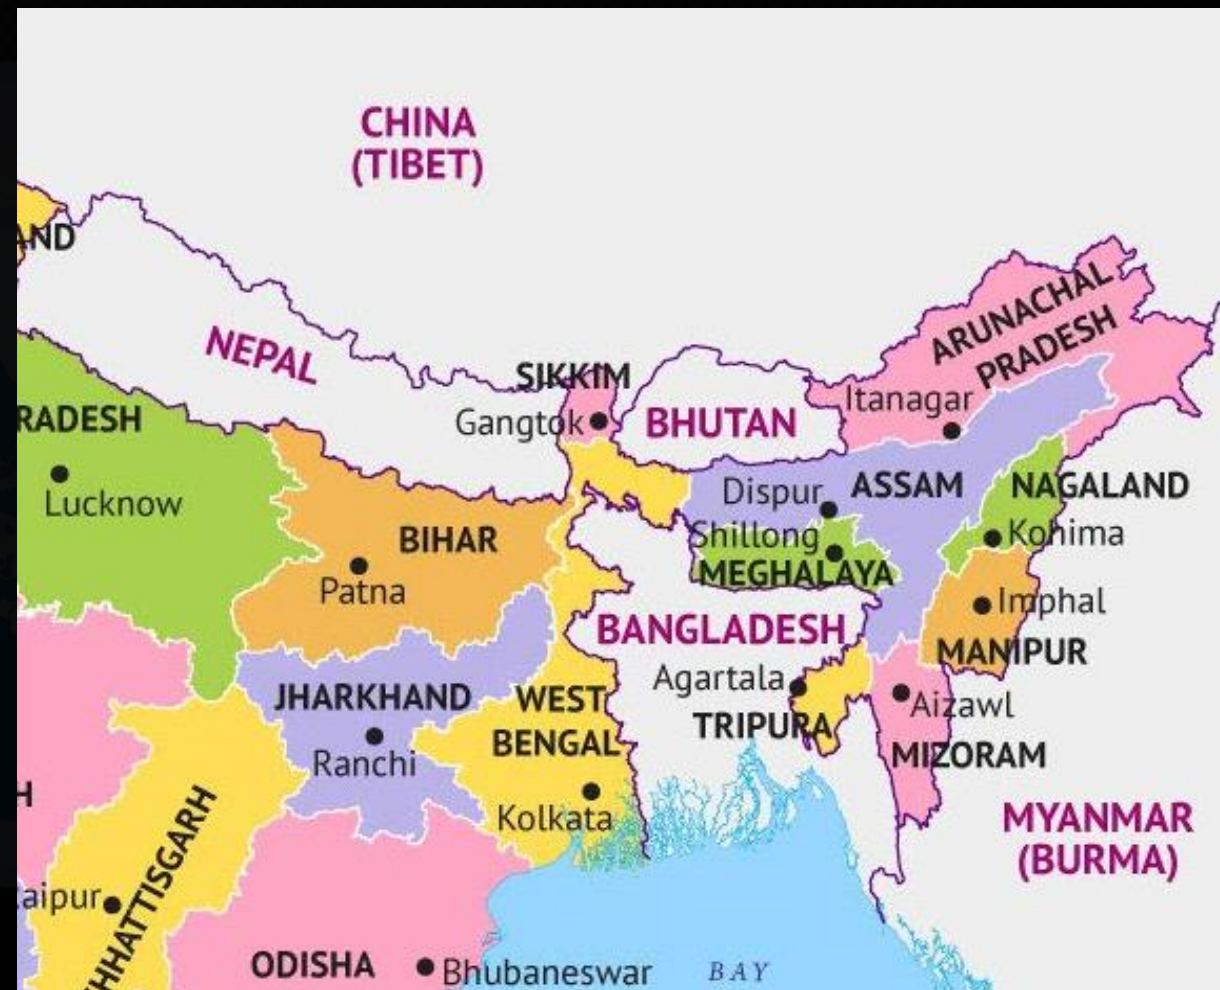 CHINA
(TIBET)
AND
NEPAL
SIKKIM
Gangtok
BHUTAN
ARUNACHAL
PRADESH
Itanagar
RADESH
Lucknow
Dispur
ASSAM
NAGALAND
Shillong
Kohima
BIHAR
MEGHALAYA
Patna
Imphal
BANGLADESH
MANIPUR
Agartala
JHARKHAND
WEST
BENGAL
TRIPURA
Aizawl
MIZORAM
Ranchi
H
Kolkata
MYANMAR
(BURMA)
HHATTISGARH
aipur
ODISHA
Bhubaneswar
BAY